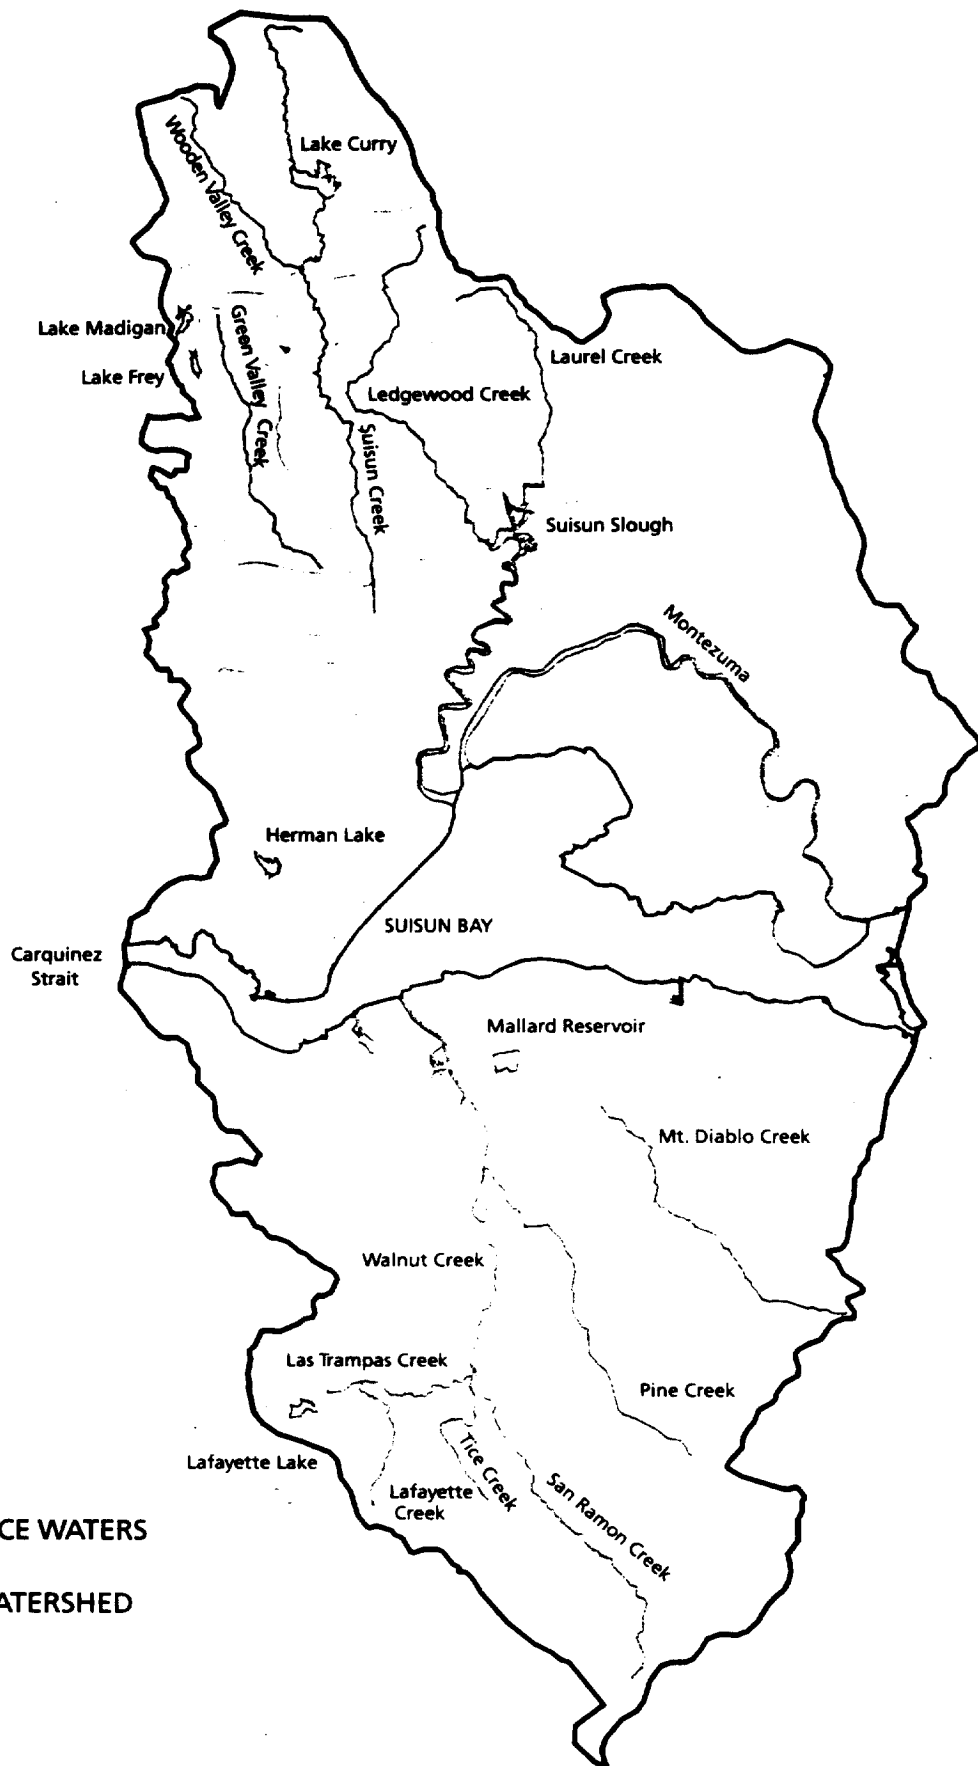 Lake Curry
Wooden Valley Creek
Lake Madigan
Lake Frey
Green Valley Creek
Laurel Creek
Ledgewood Creek
Suisun Creek
Suisun Slough
Montezuma
Herman Lake
SUISUN BAY
Carquinez
Strait
Mallard Reservoir
Mt. Diablo Creek
Walnut Creek
Las Trampas Creek
Pine Creek
Lafayette Lake
Tice Creek
Lafayette
Creek
San Ramon Creek
CE WATERS
ATERSHED